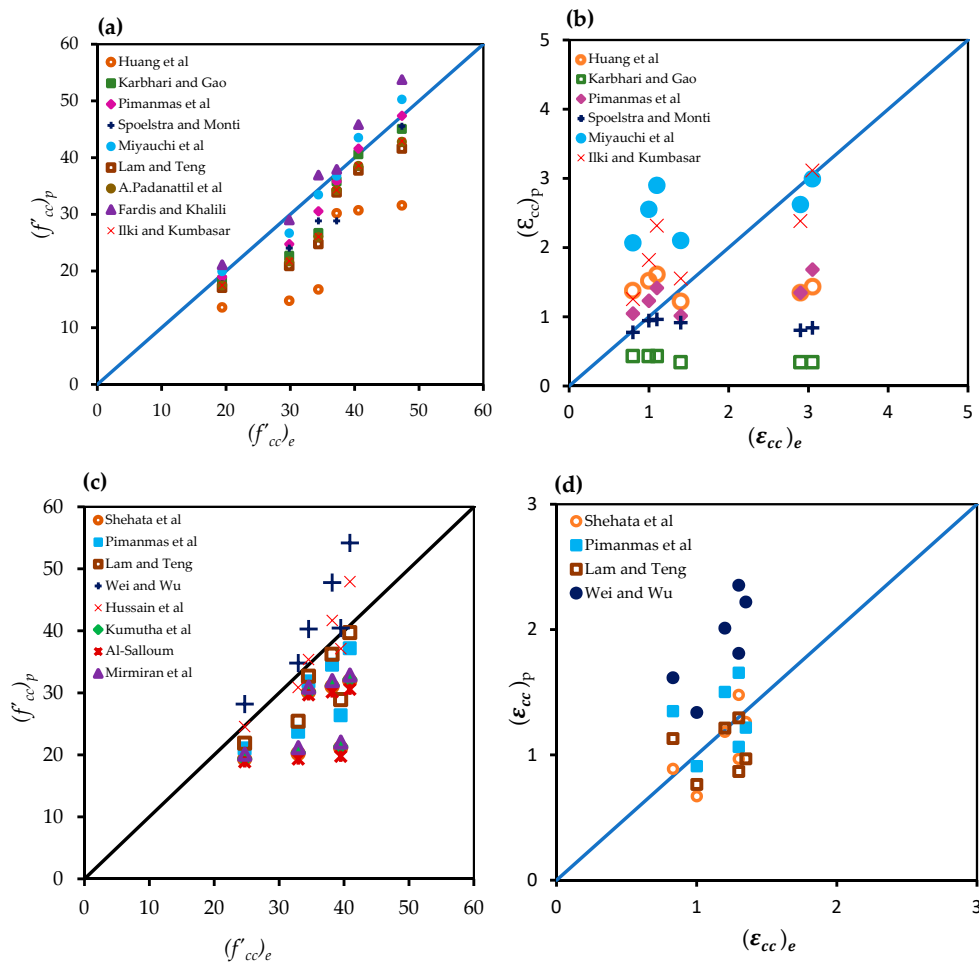 (a)
60
50
40
30
20
10
0
0 10 20 30 40 50 60
(f'cc)p
(f'cc)e
Huang et al
Karbhari and Gao
Pimanmas et al
Spoelstra and Monti
Miyauchi et al
Lam and Teng
A.Padanattil et al
Fardis and Khalili
Ilki and Kumbasar
(b)
5
4
3
2
1
0
0 1 2 3 4 5
(Ɛcc)p
(εcc)e
Huang et al
Karbhari and Gao
Pimanmas et al
Spoelstra and Monti
Miyauchi et al
Ilki and Kumbasar
(c)
60
50
40
30
20
10
0
0 10 20 30 40 50 60
(f'cc)p
(f'cc)e
Shehata et al
Pimanmas et al
Lam and Teng
Wei and Wu
Hussain et al
Kumutha et al
Al-Salloum
Mirmiran et al
(d)
3
2
1
0
0 1 2 3
(εcc)p
(εcc)e
Shehata et al
Pimanmas et al
Lam and Teng
Wei and Wu